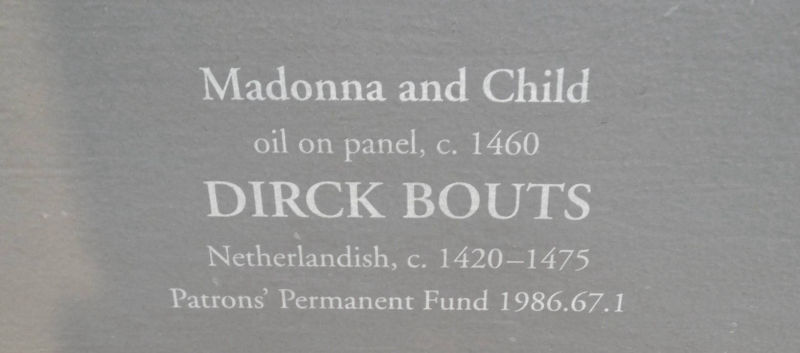 Madonna and Child
oil on panel, c. 1460
DIRCK BOUTS
Netherlandish, c. 1420–1475
Patrons’ Permanent Fund 1986.67.1